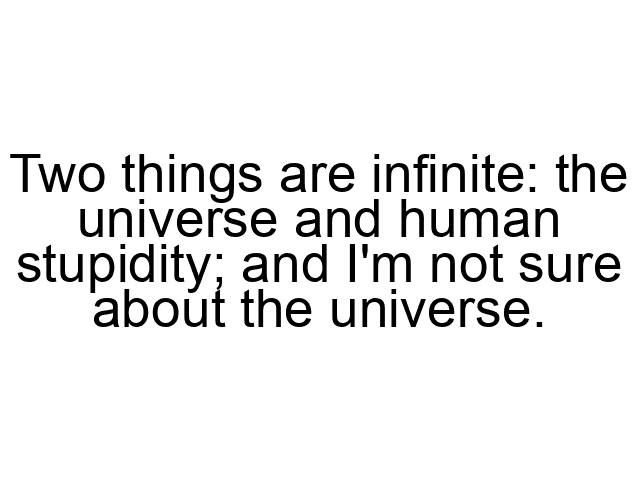 Two things are infinite: the
universe and human
stupidity; and I'm not sure
about the universe.